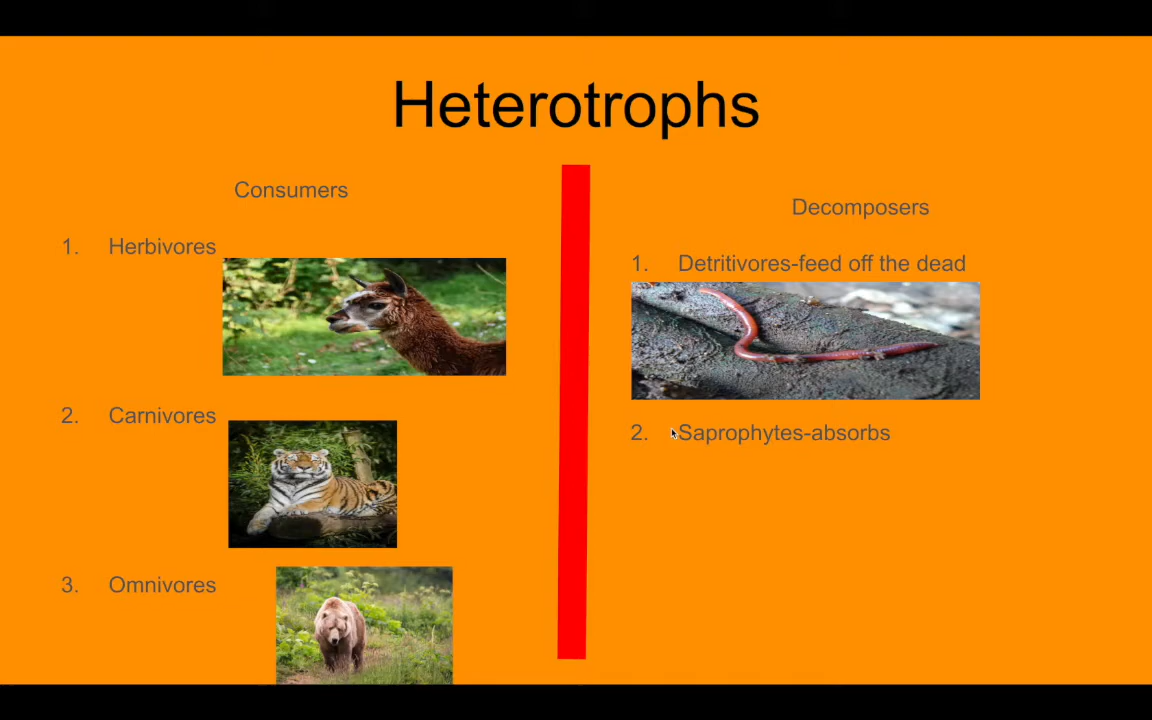 Heterotrophs
Consumers
1. Herbivores
2. Carnivores
3. Omnivores
Decomposers
1. Detritivores-feed off the dead
2. Saprophytes-absorbs